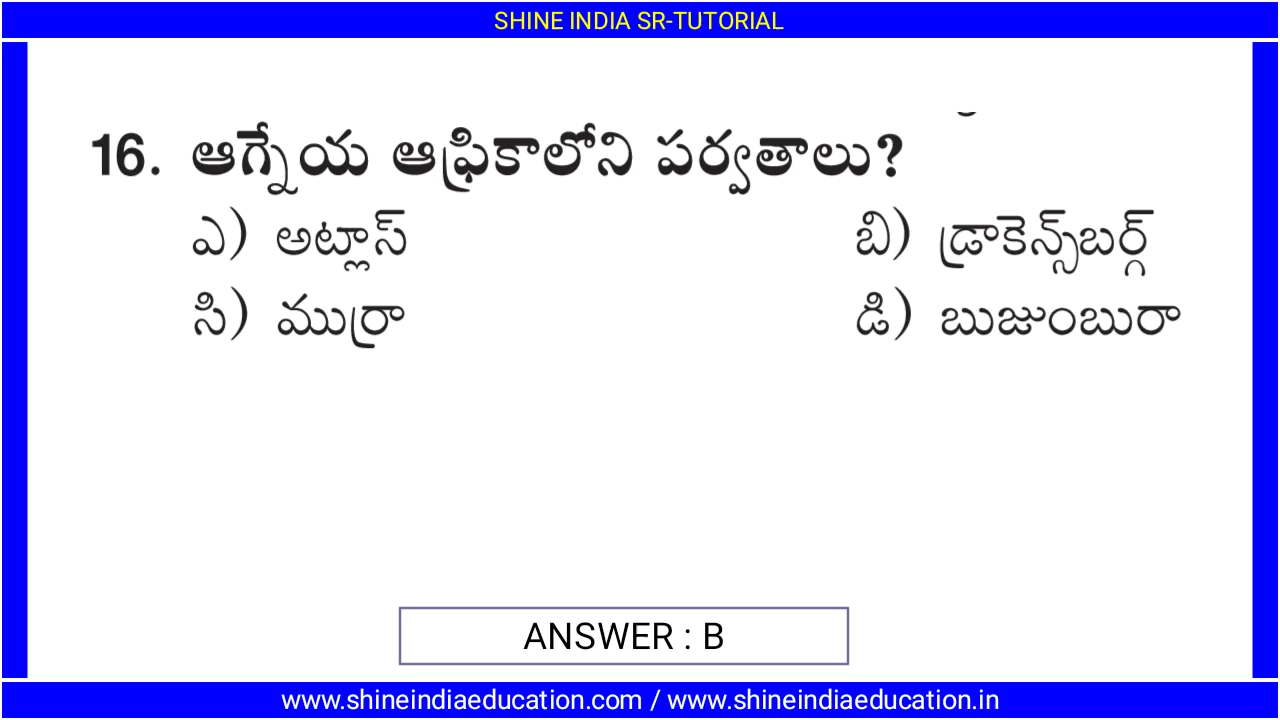 SHINE INDIA SR-TUTORIAL
16. ఆగ్నేయ ఆఫ్రికాలోని పర్వతాలు?
ఎ) అట్లాస్ బి) డ్రాకెన్స్‌బర్గ్
సి) ముర్రా డి) బుజుంబురా
ANSWER : B
www.shineindiaeducation.com / www.shineindiaeducation.in